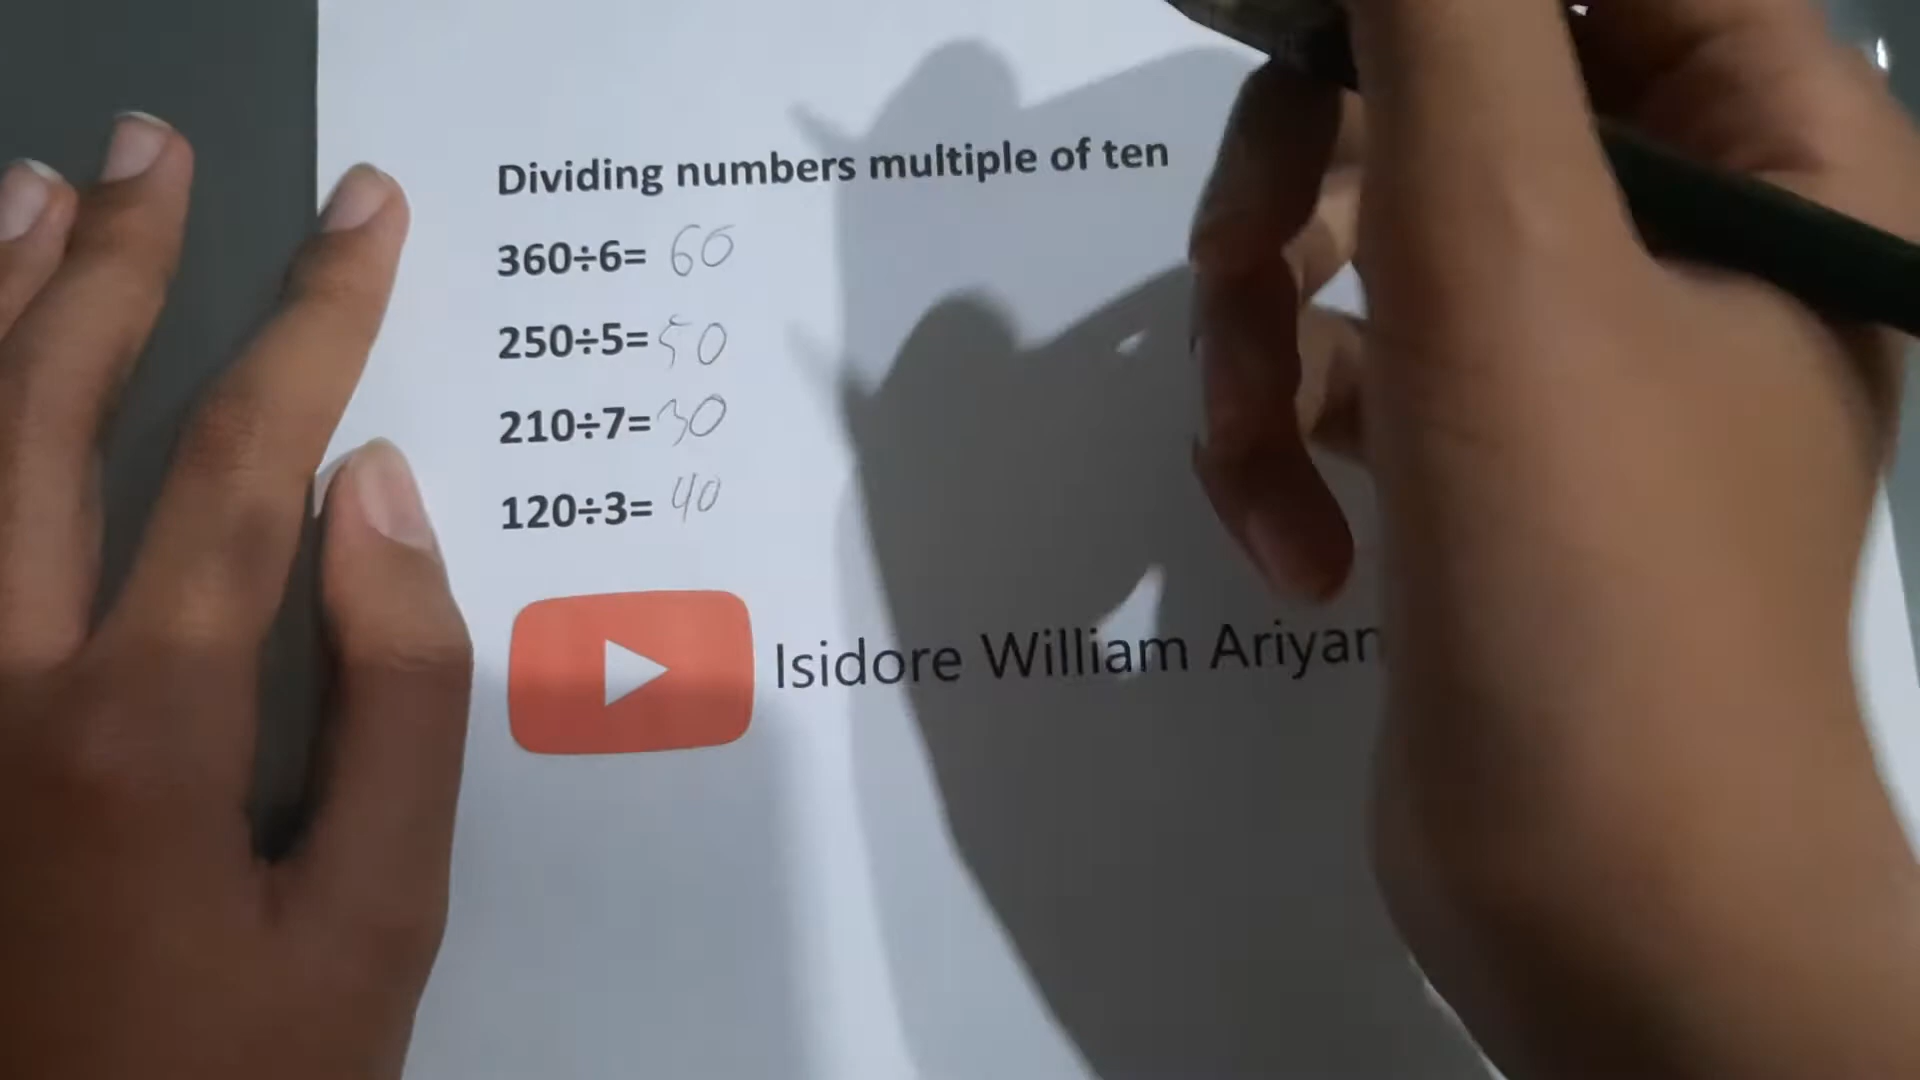 Dividing numbers multiple of ten
360÷6= 60
250÷5= 50
210÷7= 30
120÷3= 40
Isidore William Ariyan